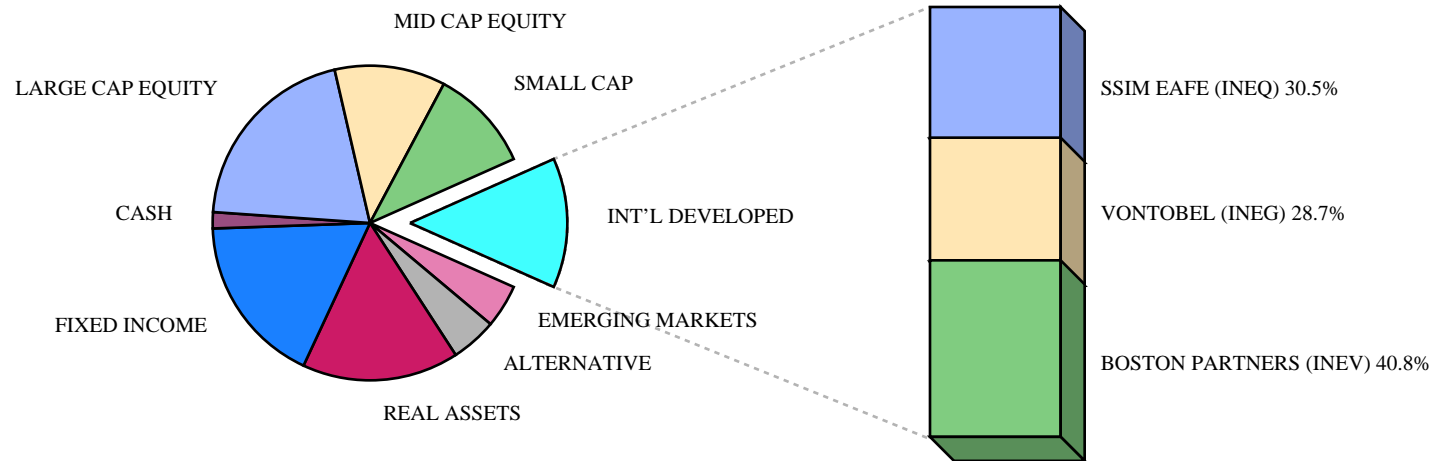 MID CAP EQUITY
LARGE CAP EQUITY
SMALL CAP
SSIM EAFE (INEQ) 30.5%
CASH
INT'L DEVELOPED
VONTOBEL (INEG) 28.7%
FIXED INCOME
EMERGING MARKETS
ALTERNATIVE
BOSTON PARTNERS (INEV) 40.8%
REAL ASSETS